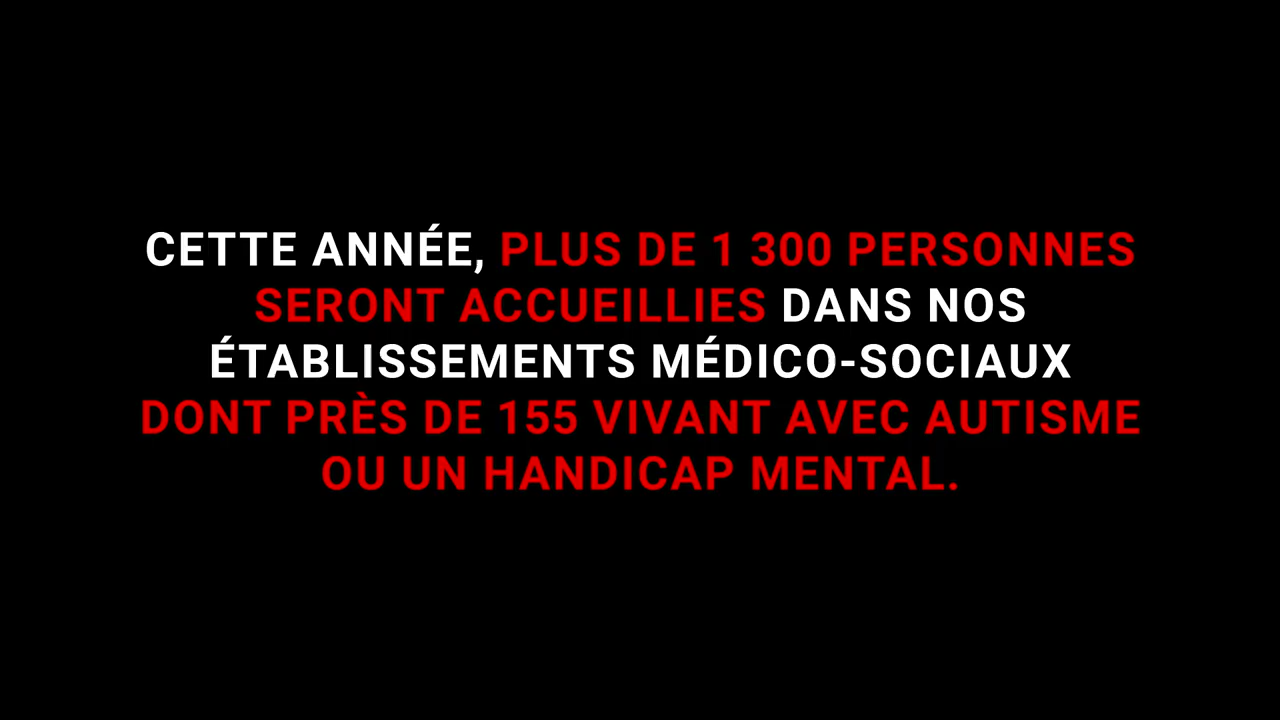 CETTE ANNÉE, PLUS DE 1 300 PERSONNES
SERONT ACCUEILLIES DANS NOS
ÉTABLISSEMENTS MÉDICO-SOCIAUX
DONT PRÈS DE 155 VIVANT AVEC AUTISME
OU UN HANDICAP MENTAL.